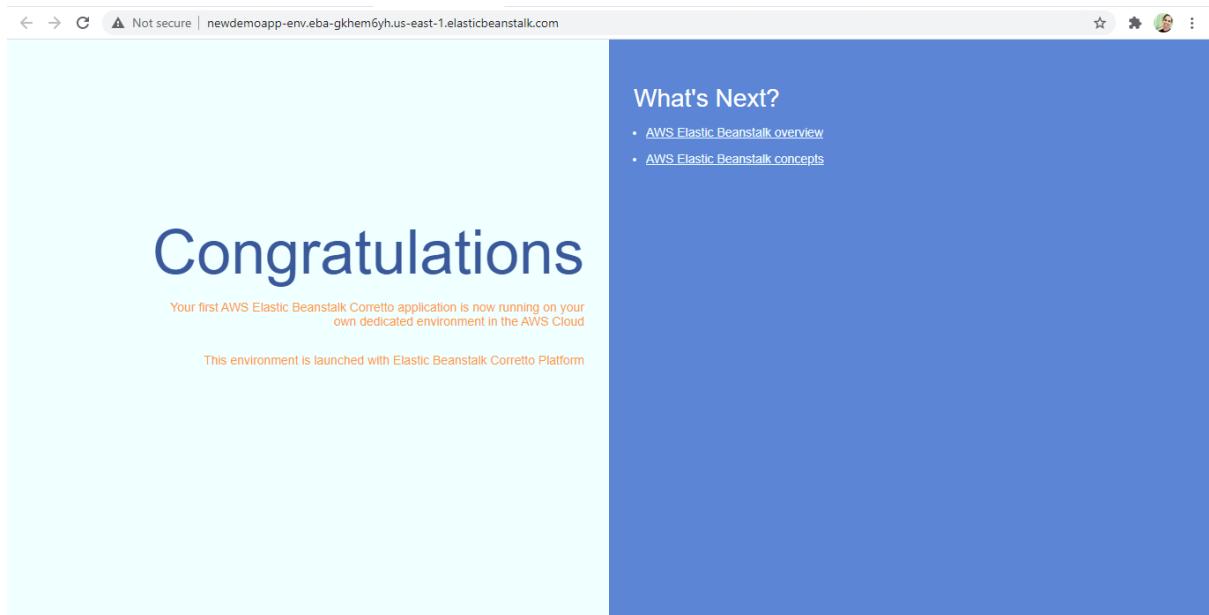 Not secure | newdemoapp-env.eba-gkhem6yh.us-east-1.elasticbeanstalk.com
Congratulations
Your first AWS Elastic Beanstalk Corretto application is now running on your
own dedicated environment in the AWS Cloud
This environment is launched with Elastic Beanstalk Corretto Platform
What's Next?
• AWS Elastic Beanstalk overview
• AWS Elastic Beanstalk concepts